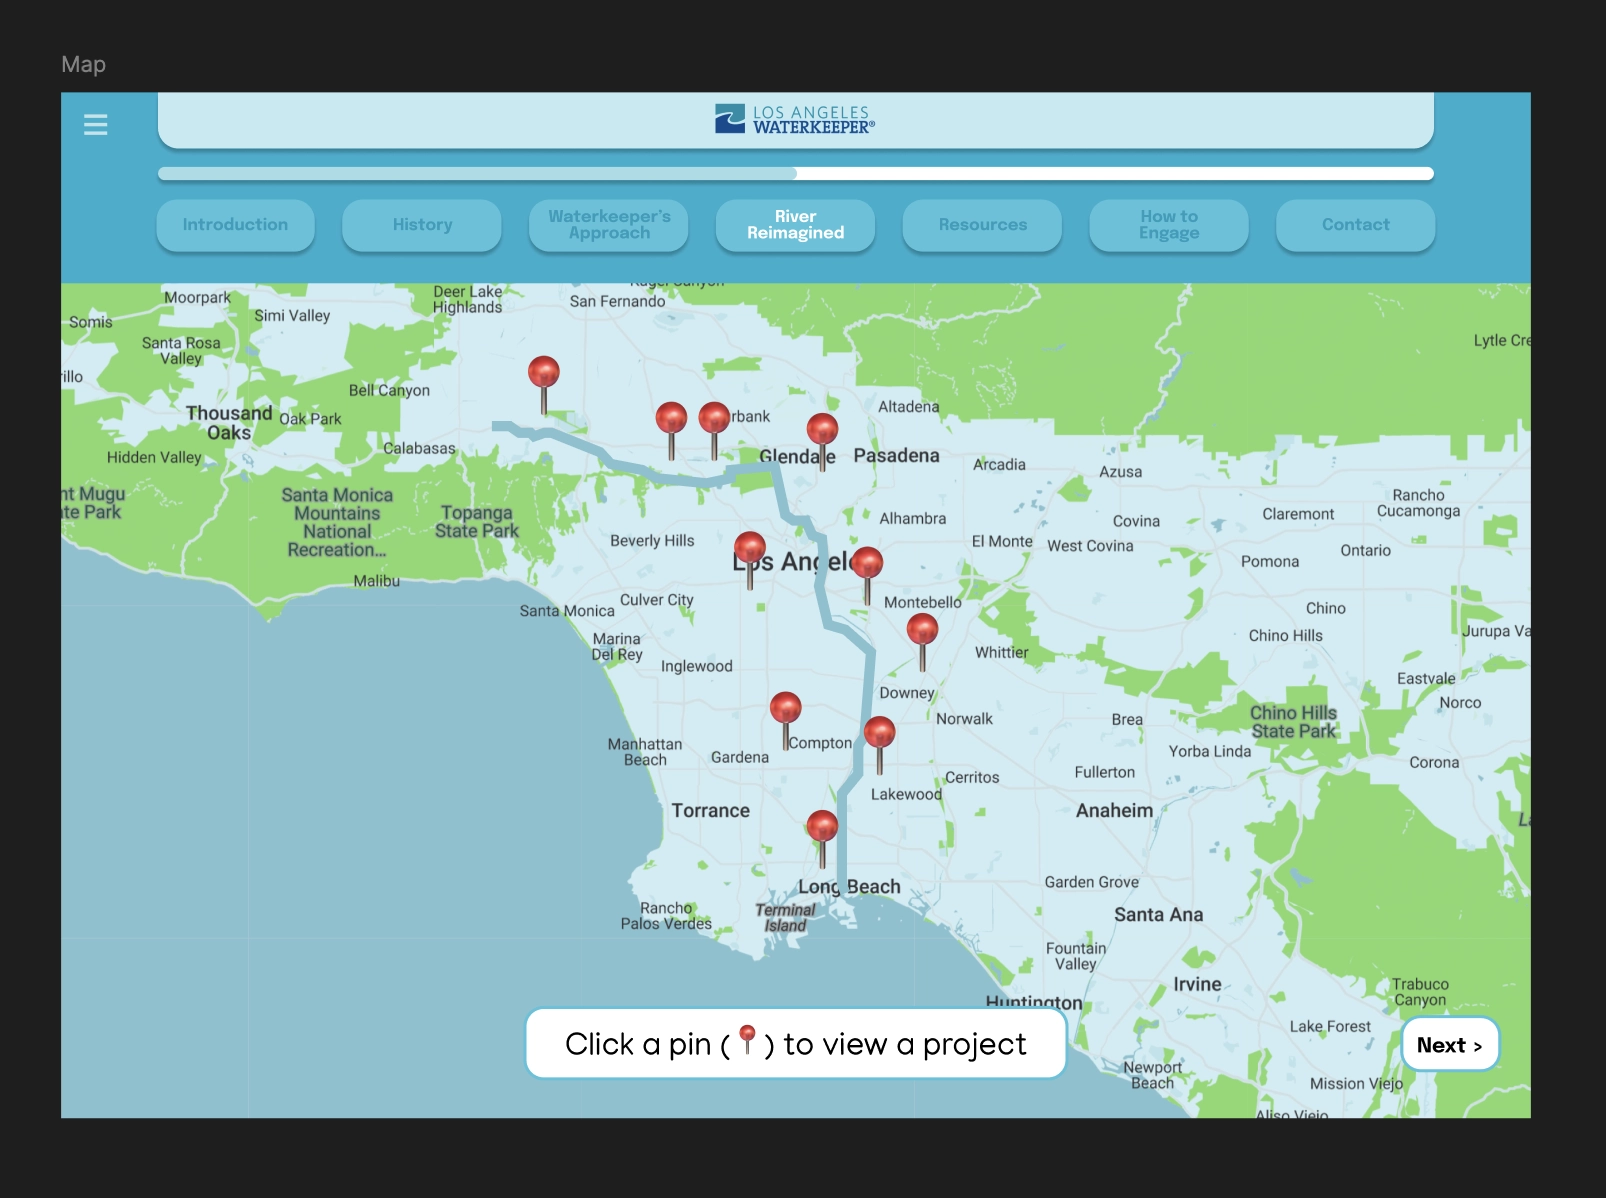 Map
LOS ANGELES
WATERKEEPER®
Introduction
History
Waterkeeper's
Approach
River
Reimagined
Resources
How to
Engage
Contact
Moorpark
Deer Lake
Highlands
San Fernando
Simi Valley
Somis
Santa Rosa
Valley
Lytle Cre
rillo
Bell Canyon
Thousand
Oaks
Oak Park
rbank
Altadena
Calabasas
Hidden Valley
Glendale
Pasadena
Arcadia
Azusa
nt Mugu
te Park
Santa Monica
Mountains
National
Recreation...
Topanga
State Park
Rancho
Cucamonga
Alhambra
Covina
Claremont
Beverly Hills
El Monte
West Covina
Ontario
Los Angele
Pomona
Malibu
Santa Monica
Culver City
Montebello
Chino
Marina
Del Rey
Chino Hills
Jurupa Va
Inglewood
Whittier
Downey
Eastvale
Norco
Norwalk
Brea
Chino Hills
State Park
Manhattan
Beach
Gardena
Compton
Yorba Linda
Corona
Cerritos
Fullerton
Lakewood
Torrance
Anaheim
L
Long Beach
Garden Grove
Rancho
Palos Verdes
Terminal
Island
Santa Ana
Fountain
Valley
Irvine
Trabuco
Canyon
Huntington
Lake Forest
Click a pin ( ) to view a project
Next >
Newport
Beach
Mission Viejo
Aliso Viejo